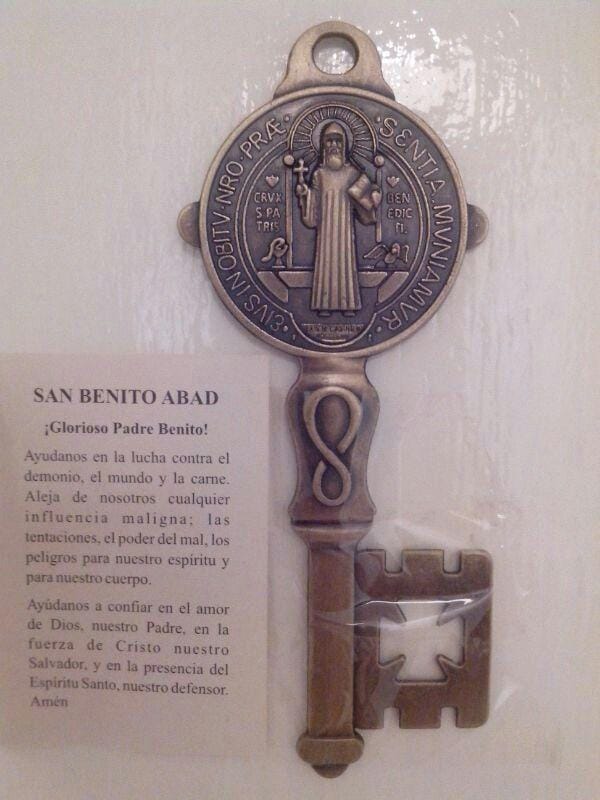 EIVS IN OBITV·NRO·PRÆ·SENTIA·MVNIAMVR
CRVX
S.PA
TRIS
BEN
EDIC
TI.
SAN BENITO ABAD
¡Glorioso Padre Benito!
Ayudanos en la lucha contra el
demonio, el mundo y la carne.
Aleja de nosotros cualquier
influencia maligna; las
tentaciones, el poder del mal, los
peligros para nuestro espíritu y
para nuestro cuerpo.
Ayúdanos a confiar en el amor
de Dios, nuestro Padre, en la
fuerza de Cristo nuestro
Salvador, y en la presencia del
Espíritu Santo, nuestro defensor.
Amén